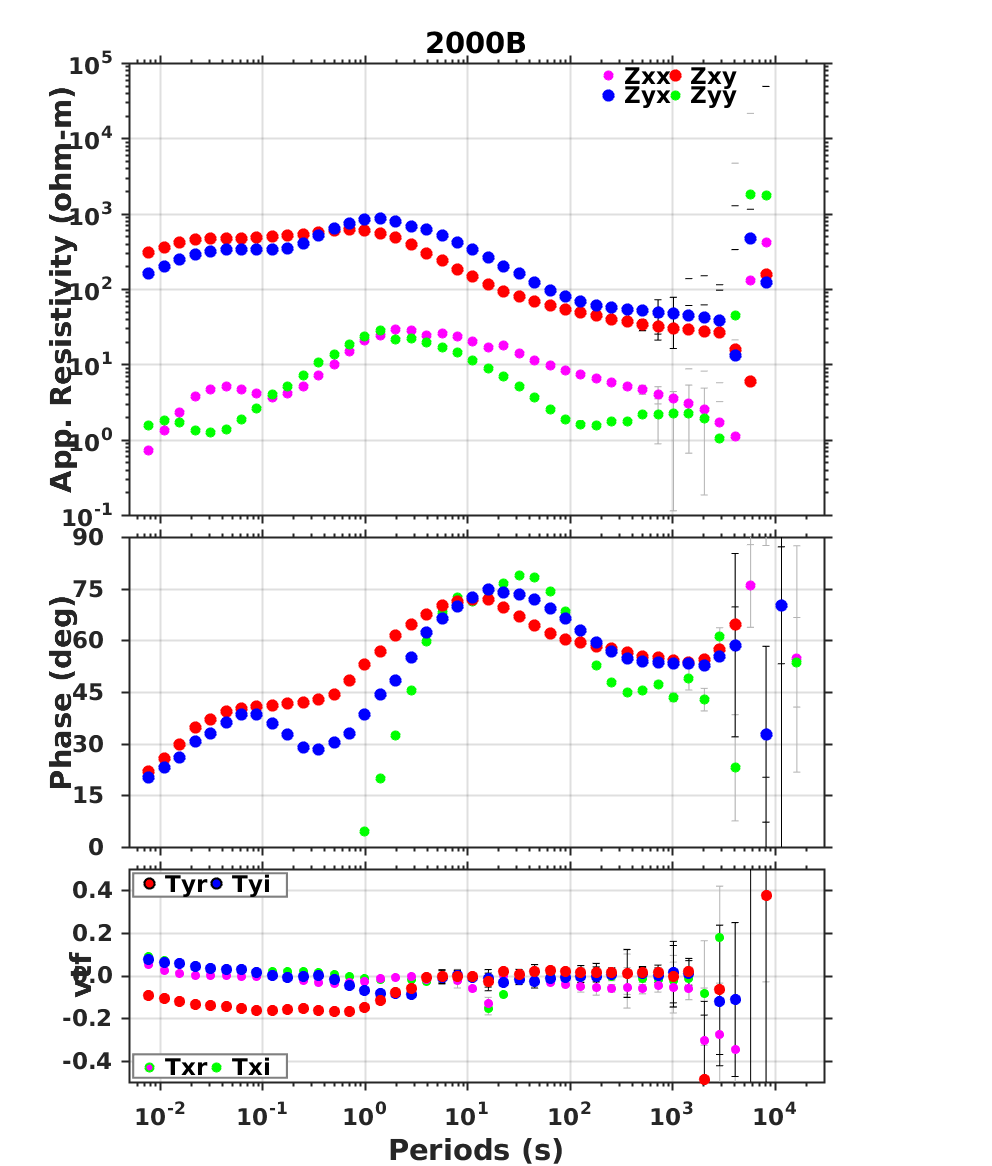 2000B
Zxx Zxy
Zyx Zyy
App. Resistivity (ohm-m)
10^5
10^4
10^3
10^2
10^1
10^0
10^-1
Phase (deg)
90
75
60
45
30
15
0
vtf
0.4
0.2
0.0
-0.2
-0.4
Tyr Tyi
Txr Txi
10^-2 10^-1 10^0 10^1 10^2 10^3 10^4
Periods (s)